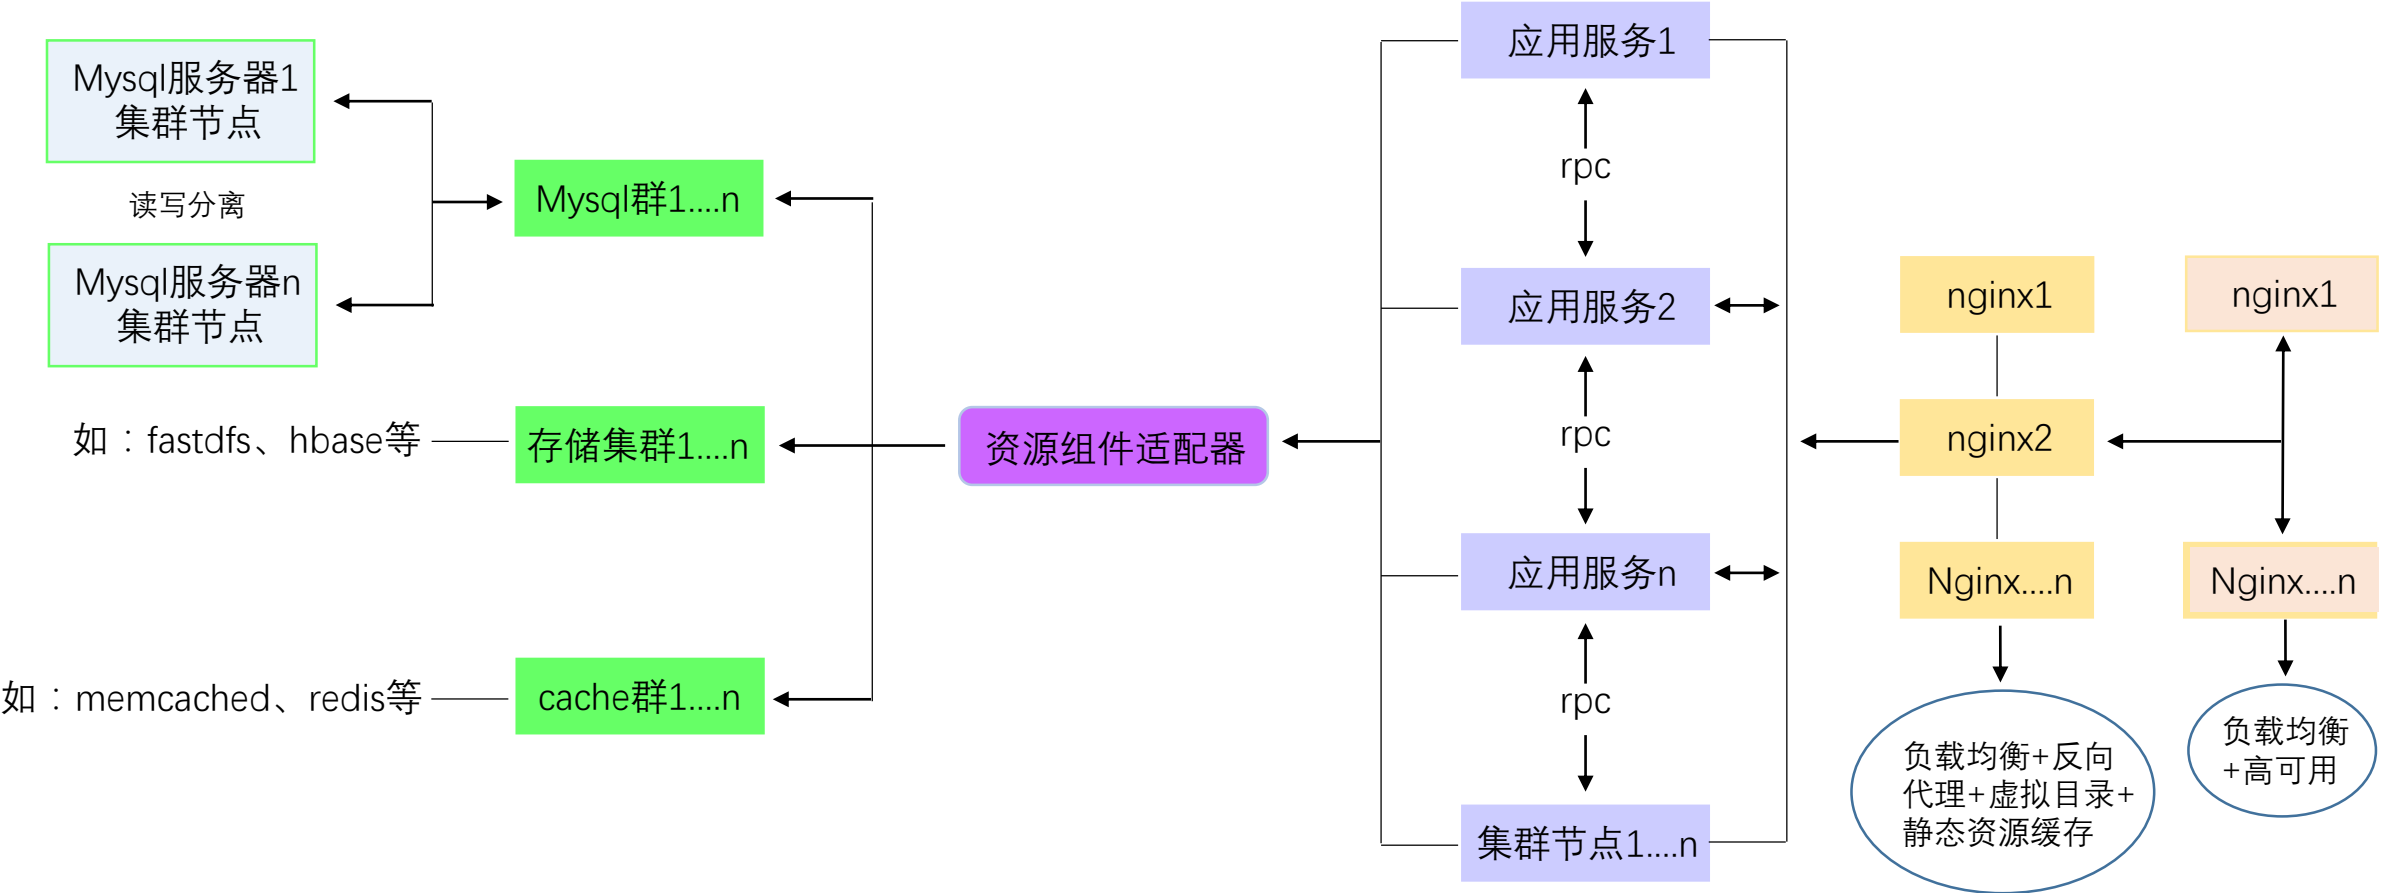 Mysql服务器1
集群节点
读写分离
Mysql服务器n
集群节点
Mysql群1....n
如：fastdfs、hbase等
存储集群1....n
如：memcached、redis等
cache群1....n
资源组件适配器
应用服务1
rpc
应用服务2
rpc
应用服务n
rpc
集群节点1....n
nginx1
nginx2
Nginx....n
负载均衡+反向
代理+虚拟目录+
静态资源缓存
nginx1
Nginx....n
负载均衡
+高可用